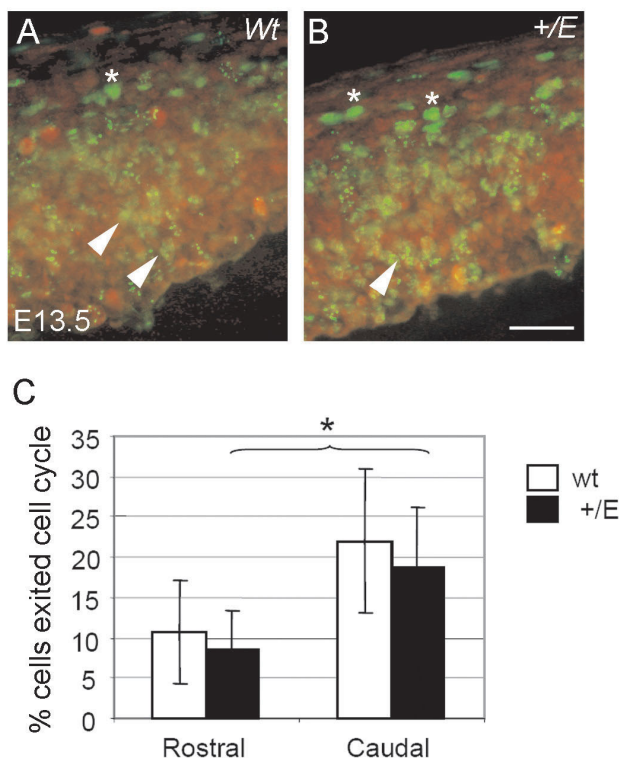 A
Wt
*
B
+/E
*
*
E13.5
C
% cells exited cell cycle
35
30
25
20
15
10
5
0
*
Rostral
Caudal
wt
+/E